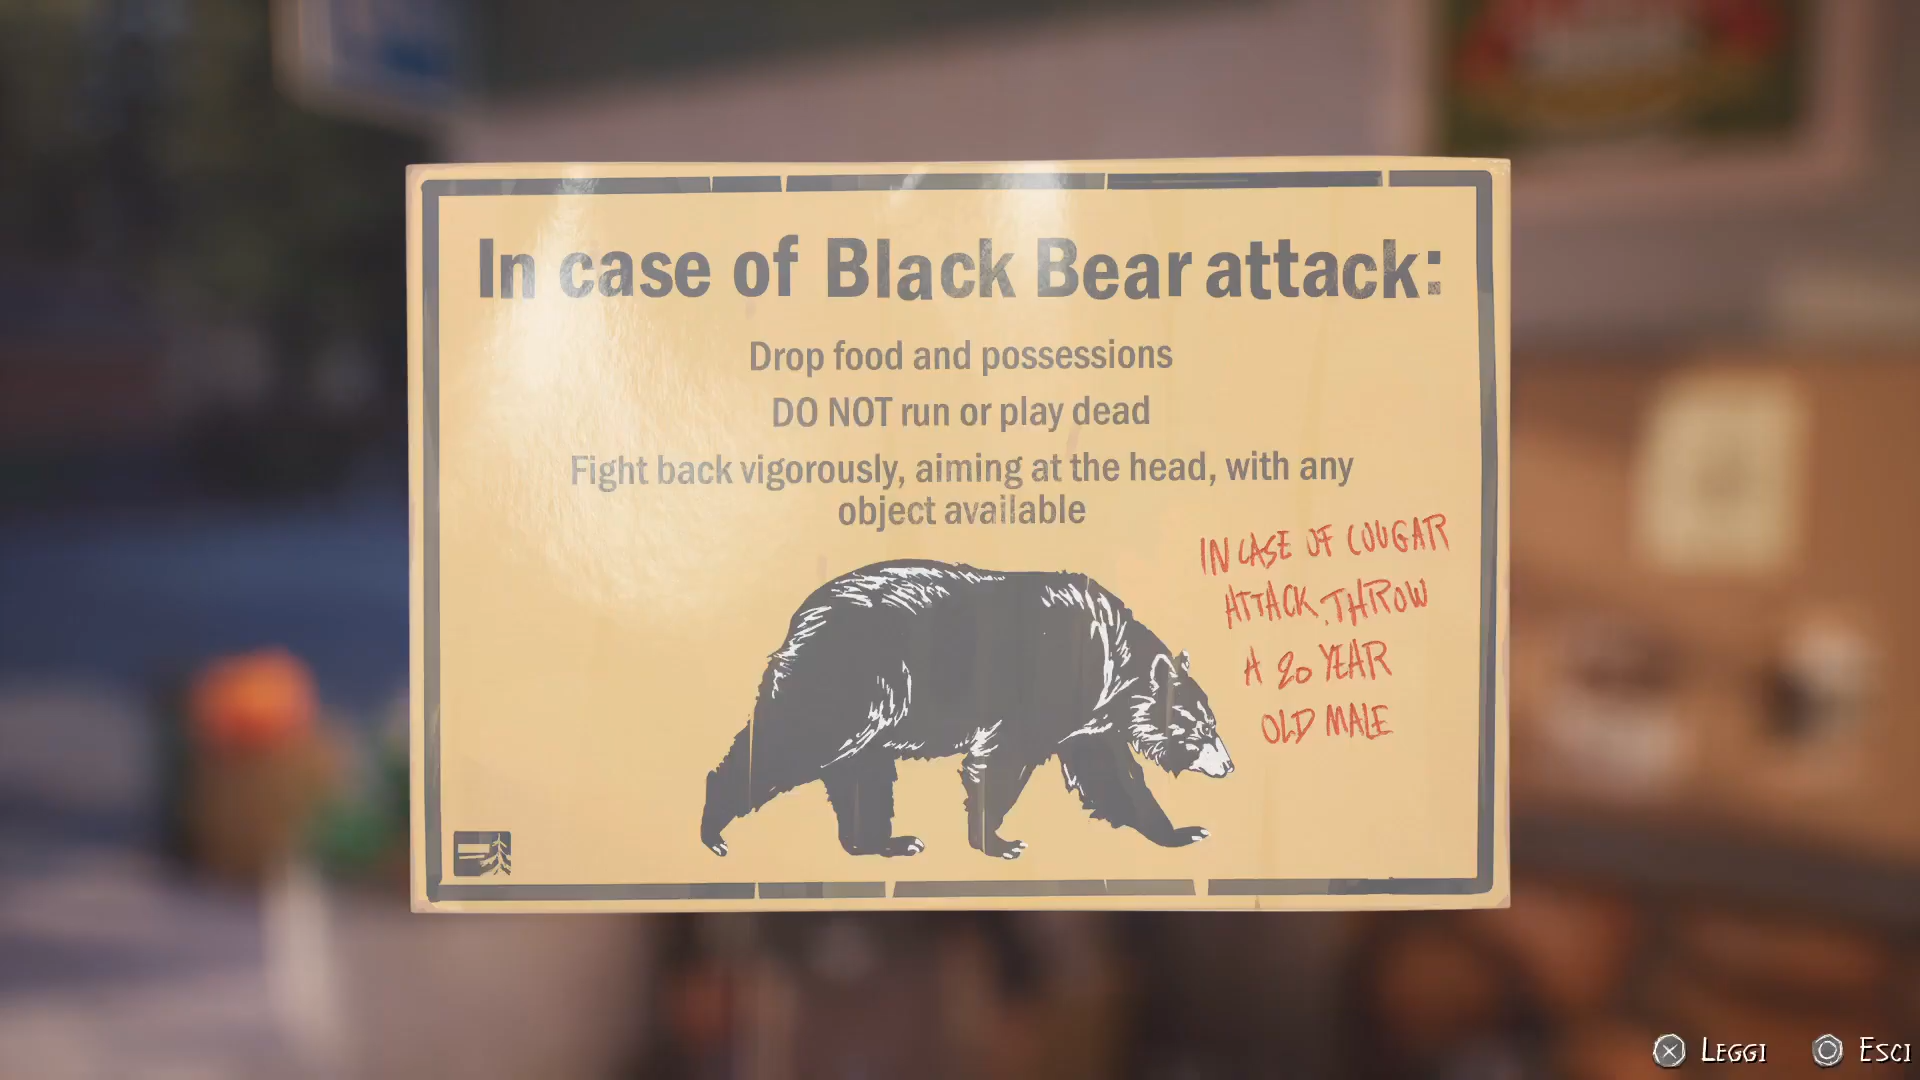 In case of Black Bear attack:
Drop food and possessions
DO NOT run or play dead
Fight back vigorously, aiming at the head, with any
object available
IN CASE OF COUGAR
ATTACK, THROW
A 20 YEAR
OLD MALE
LEGGI ESCI